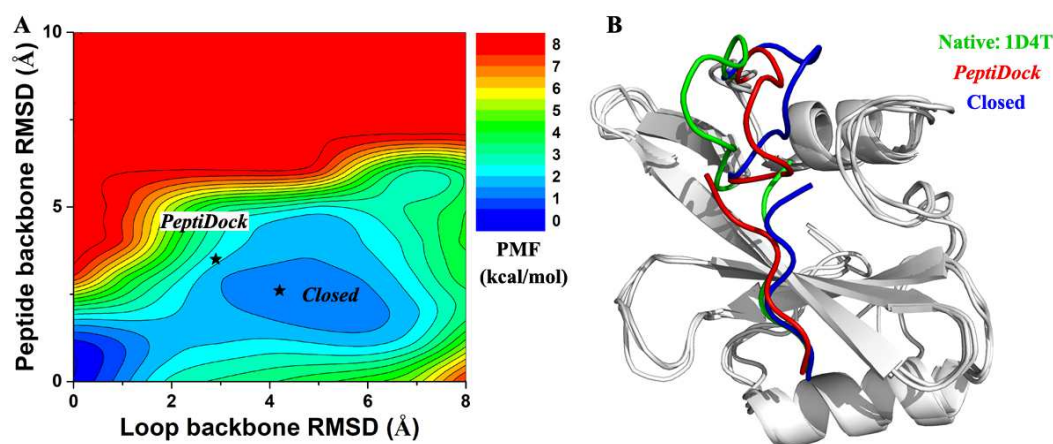 A
Peptide backbone RMSD (Å)
10
5
0
PeptiDock
Closed
0
2
4
6
8
Loop backbone RMSD (Å)
8
7
6
5
4
3
2
1
0
PMF
(kcal/mol)
B
Native: 1D4T
PeptiDock
Closed